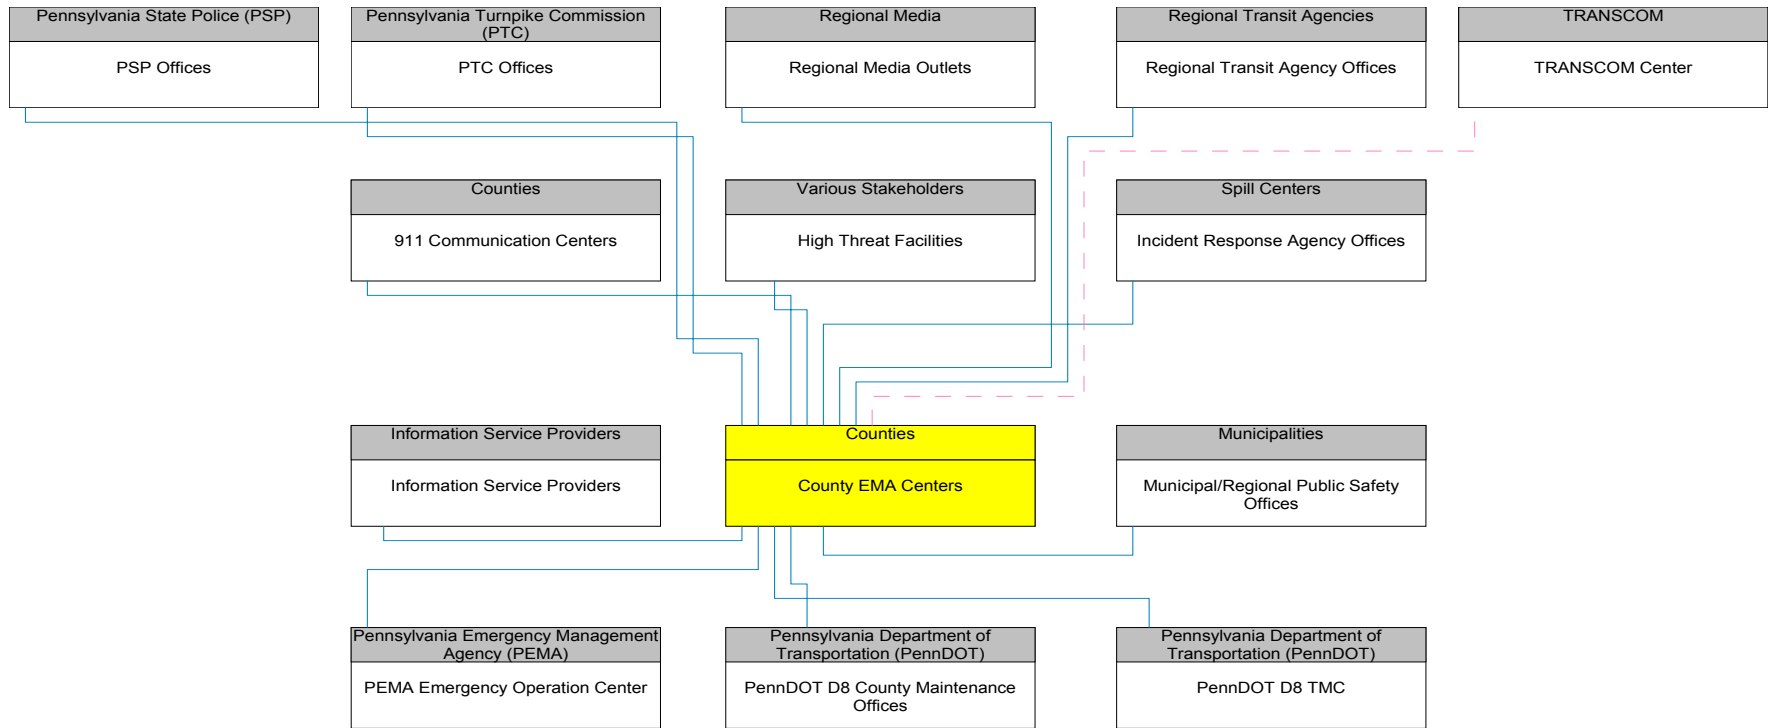 Pennsylvania State Police (PSP)
PSP Offices
Pennsylvania Turnpike Commission
(PTC)
PTC Offices
Regional Media
Regional Media Outlets
Regional Transit Agencies
Regional Transit Agency Offices
TRANSCOM
TRANSCOM Center
Counties
911 Communication Centers
Various Stakeholders
High Threat Facilities
Spill Centers
Incident Response Agency Offices
Information Service Providers
Information Service Providers
Counties
County EMA Centers
Municipalities
Municipal/Regional Public Safety
Offices
Pennsylvania Emergency Management
Agency (PEMA)
PEMA Emergency Operation Center
Pennsylvania Department of
Transportation (PennDOT)
PennDOT D8 County Maintenance
Offices
Pennsylvania Department of
Transportation (PennDOT)
PennDOT D8 TMC